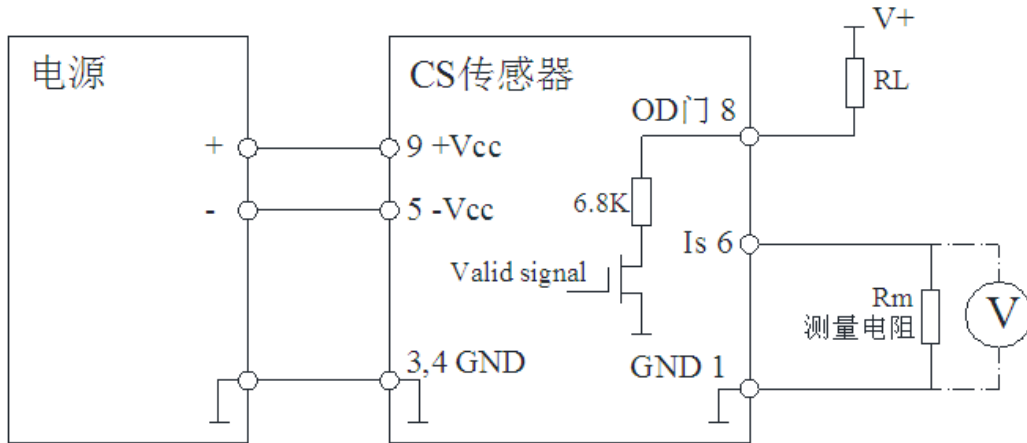 V+
电源
CS传感器
RL
OD门 8
+
9 +Vcc
6.8K
-
5 -Vcc
Is 6
Valid signal
Rm
测量电阻
V
3,4 GND
GND 1